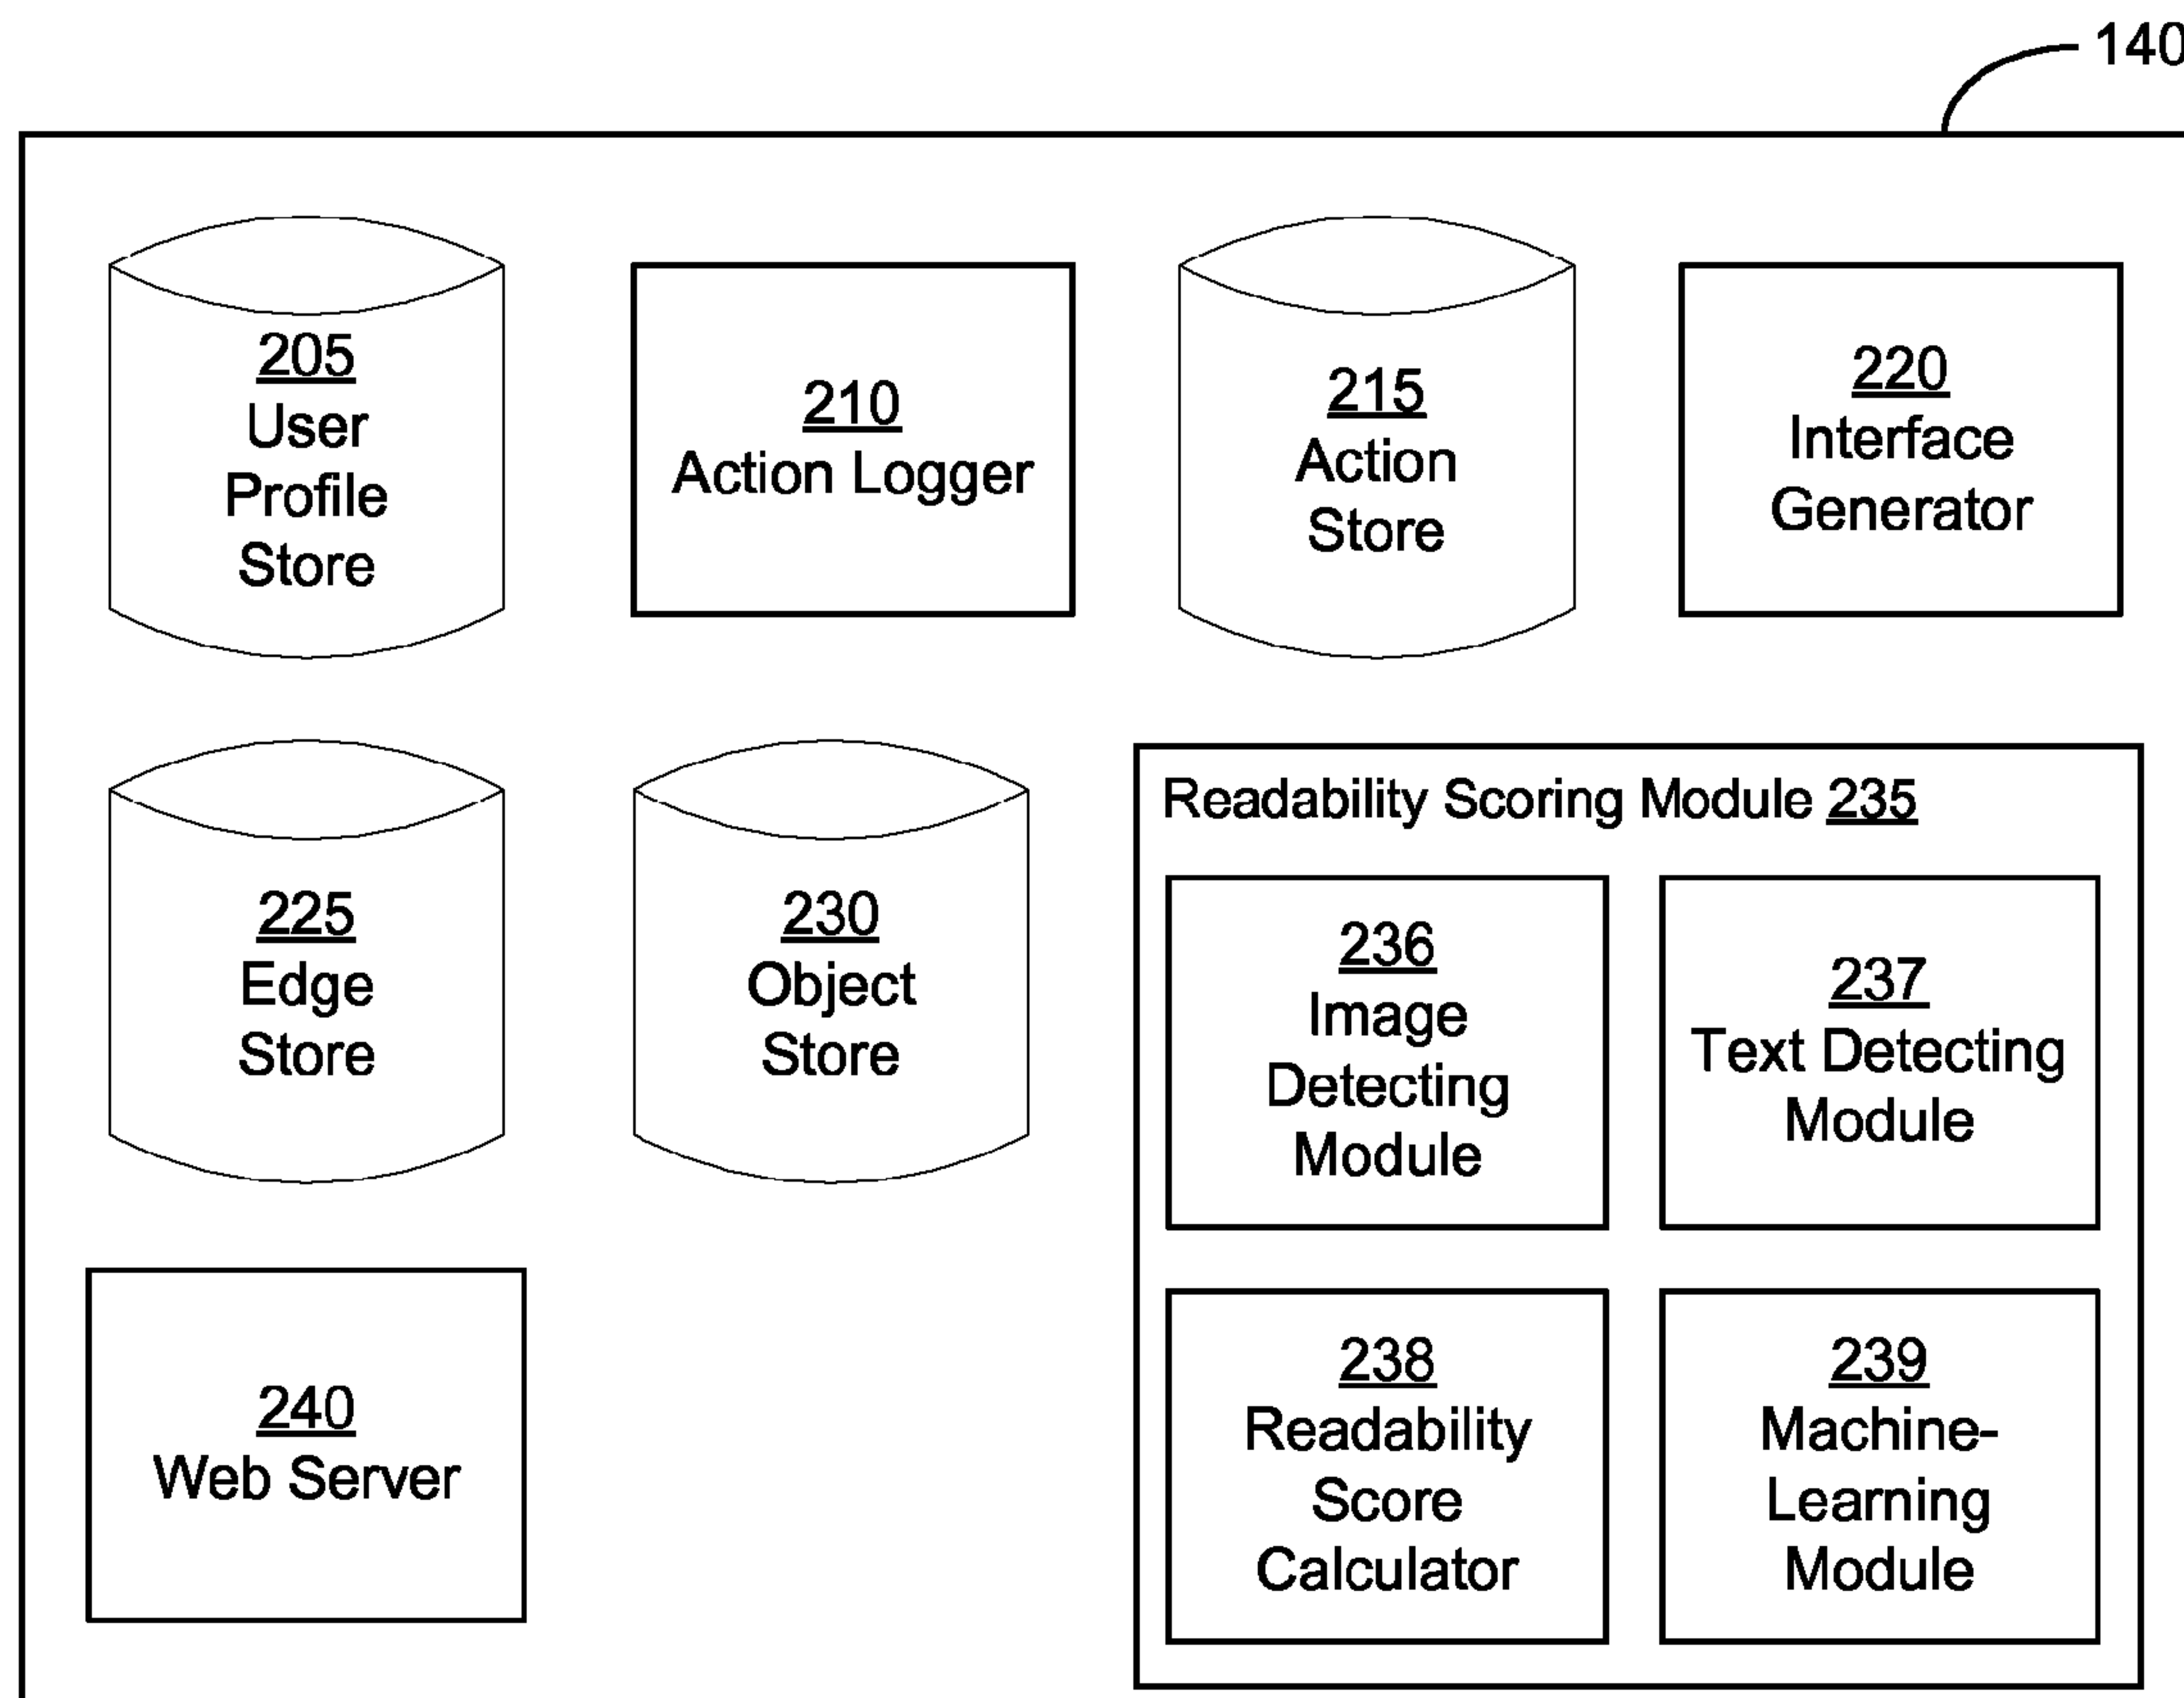 140
205
User
Profile
Store
210
Action Logger
215
Action
Store
220
Interface
Generator
225
Edge
Store
230
Object
Store
Readability Scoring Module 235
236
Image
Detecting
Module
237
Text Detecting
Module
238
Readability
Score
Calculator
239
Machine-
Learning
Module
240
Web Server